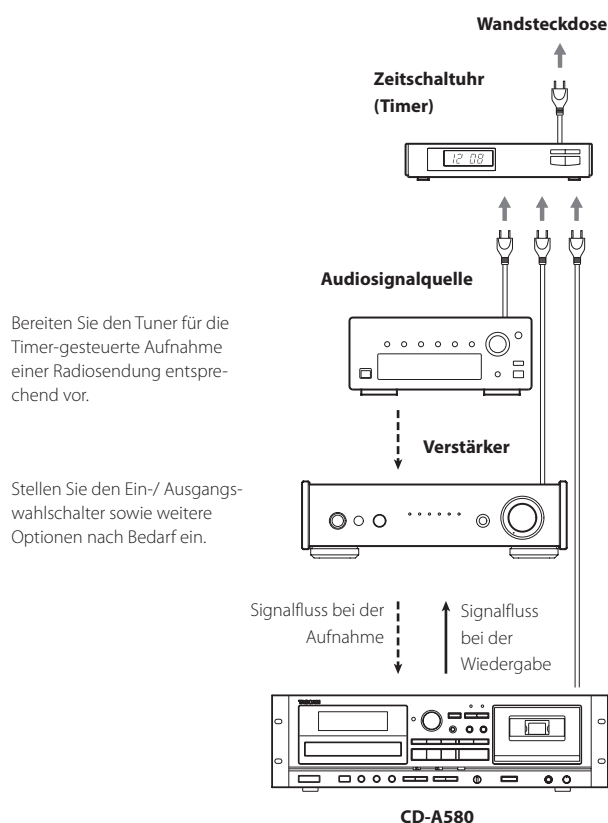 Wandsteckdose
Zeitschaltuhr
(Timer)
12 08
Audiosignalquelle
Bereiten Sie den Tuner für die
Timer-gesteuerte Aufnahme
einer Radiosendung entspre-
chend vor.
Verstärker
Stellen Sie den Ein-/ Ausgangs-
wahlschalter sowie weitere
Optionen nach Bedarf ein.
Signalfluss bei der
Aufnahme
Signalfluss
bei der
Wiedergabe
TASCAM
CD-A580